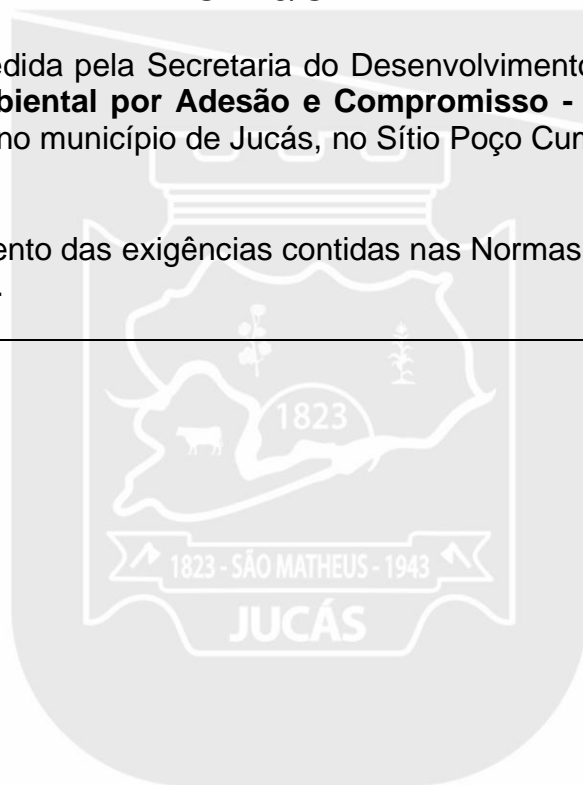 edida pela Secretaria do Desenvolvimento
biental por Adesão e Compromisso -
no município de Jucás, no Sítio Poço Cur
ento das exigências contidas nas Normas
.
1823
1823 - SÃO MATHEUS - 1943
JUCÁS